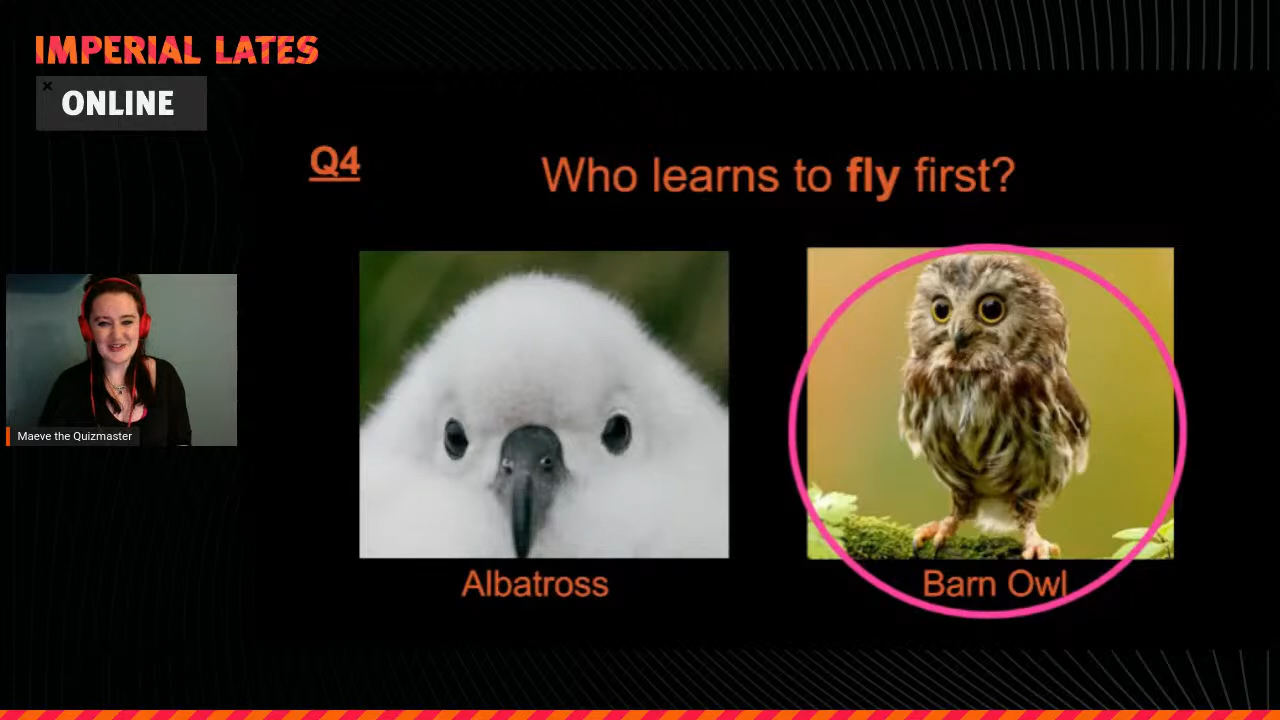 IMPERIAL LATES
ONLINE
Q4
Who learns to fly first?
Maeve the Quizmaster
Albatross
Barn Owl